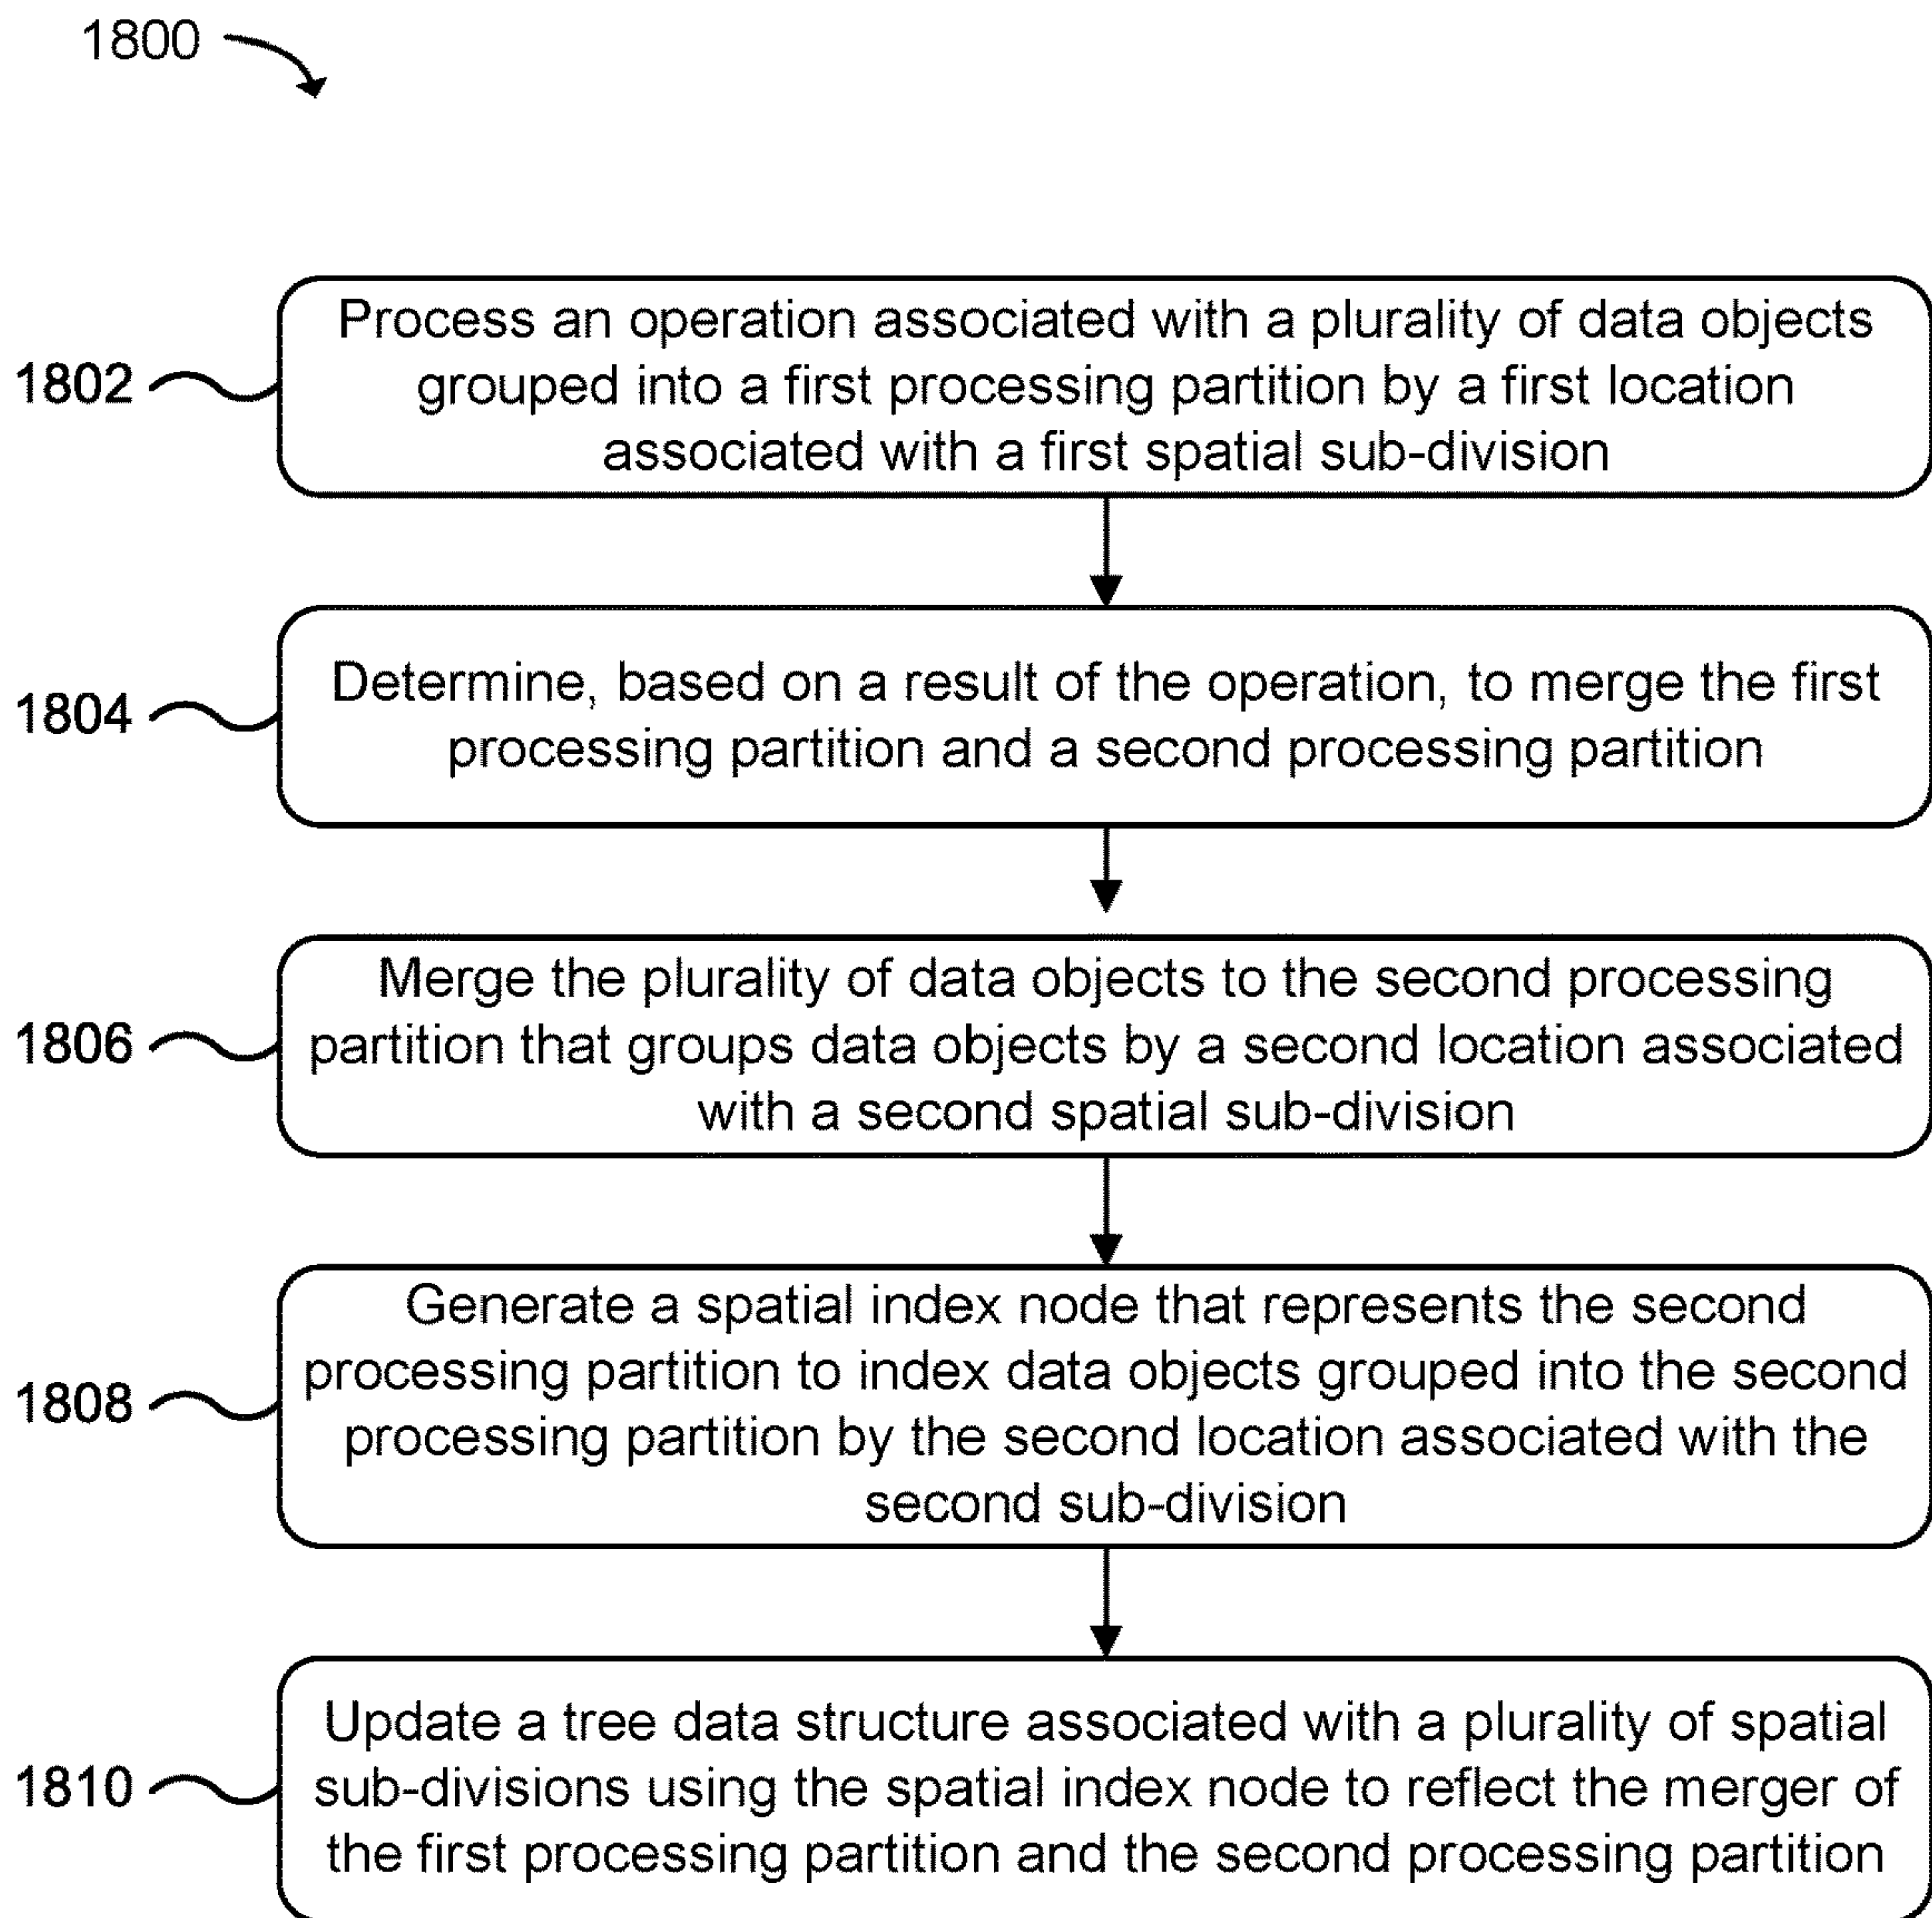 1800
1802
Process an operation associated with a plurality of data objects
grouped into a first processing partition by a first location
associated with a first spatial sub-division
1804
Determine, based on a result of the operation, to merge the first
processing partition and a second processing partition
1806
Merge the plurality of data objects to the second processing
partition that groups data objects by a second location associated
with a second spatial sub-division
1808
Generate a spatial index node that represents the second
processing partition to index data objects grouped into the second
processing partition by the second location associated with the
second sub-division
1810
Update a tree data structure associated with a plurality of spatial
sub-divisions using the spatial index node to reflect the merger of
the first processing partition and the second processing partition